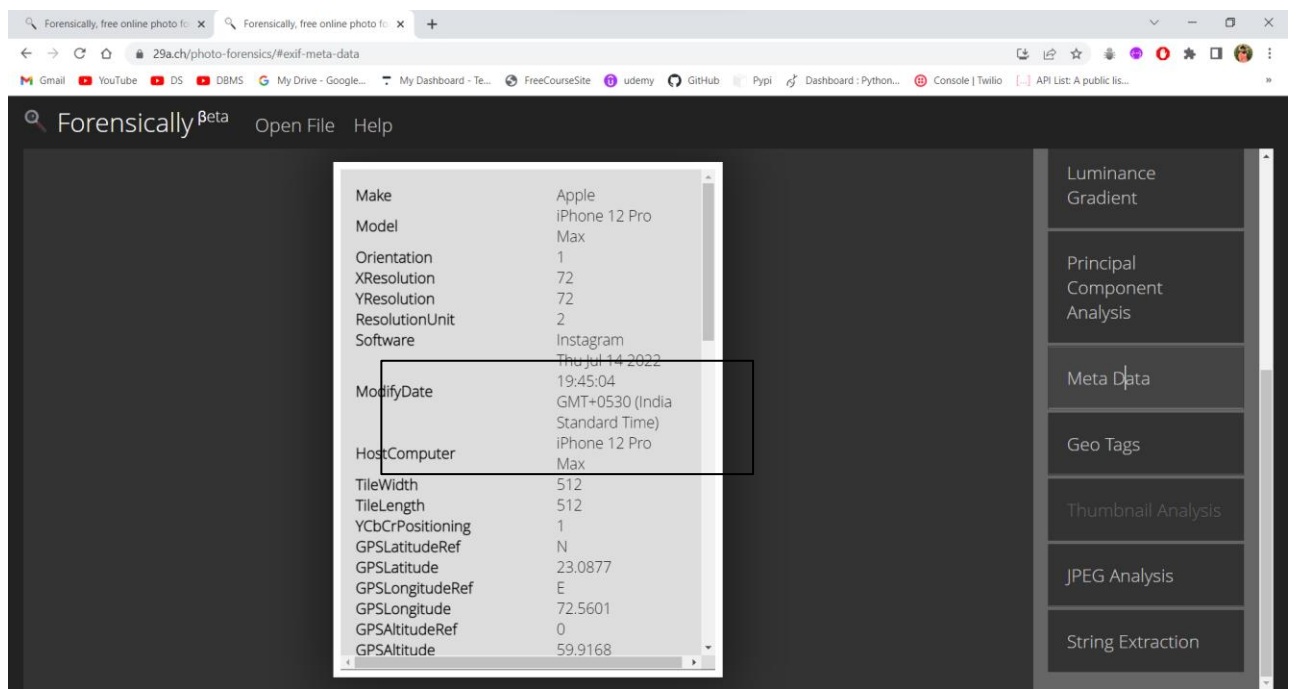 Forensically, free online photo fo
Forensically, free online photo fo
29a.ch/photo-forensics/#exif-meta-data
Gmail YouTube DS DBMS My Drive - Google... My Dashboard - Te... FreeCourseSite udemy GitHub Pypi Dashboard : Python... Console | Twilio API List: A public lis... »
Forensically βeta Open File Help
Make Apple
Model iPhone 12 Pro
Max
Orientation 1
XResolution 72
YResolution 72
ResolutionUnit 2
Software Instagram
Thu Jul 14 2022
19:45:04
ModifyDate GMT+0530 (India
Standard Time)
HostComputer iPhone 12 Pro
Max
TileWidth 512
TileLength 512
YCbCrPositioning 1
GPSLatitudeRef N
GPSLatitude 23.0877
GPSLongitudeRef E
GPSLongitude 72.5601
GPSAltitudeRef 0
GPSAltitude 59.9168
Luminance
Gradient
Principal
Component
Analysis
Meta Data
Geo Tags
Thumbnail Analysis
JPEG Analysis
String Extraction